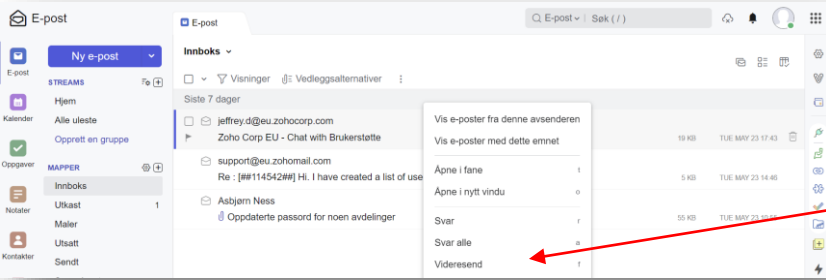 E-post
E-post
E-post
Søk ( / )
Ny e-post
Innboks
E-post
STREAMS
Visninger
Vedleggsalternativer
Hjem
Siste 7 dager
Kalender
Alle uleste
jeffrey.d@eu.zohocorp.com
Vis e-poster fra denne avsenderen
Opprett en gruppe
Zoho Corp EU - Chat with Brukerstøtte
Vis e-poster med dette emnet
19 KB
TUE MAY 23 17:43
Oppgaver
MAPPER
support@eu.zohomail.com
Åpne i fane t
Innboks
Re : [##114542##] Hi. I have created a list of use
5 KB
TUE MAY 23 14:46
Åpne i nytt vindu o
Notater
Utkast 1
Asbjørn Ness
Maler
Oppdaterte passord for noen avdelinger
Svar r
55 KB
TUE MAY 23
Utsatt
Svar alle a
Kontakter
Sendt
Videresend f